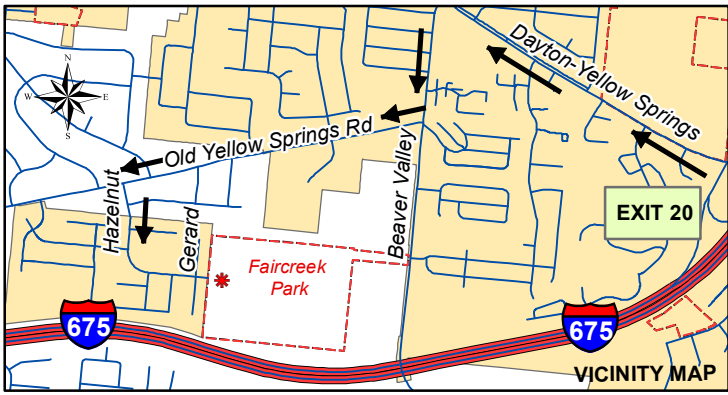 N
W E
S
Dayton-Yellow Springs
Old Yellow Springs Rd
Hazelnut
Gerard
Beaver Valley
EXIT 20
Faircreek
Park
675
675
VICINITY MAP